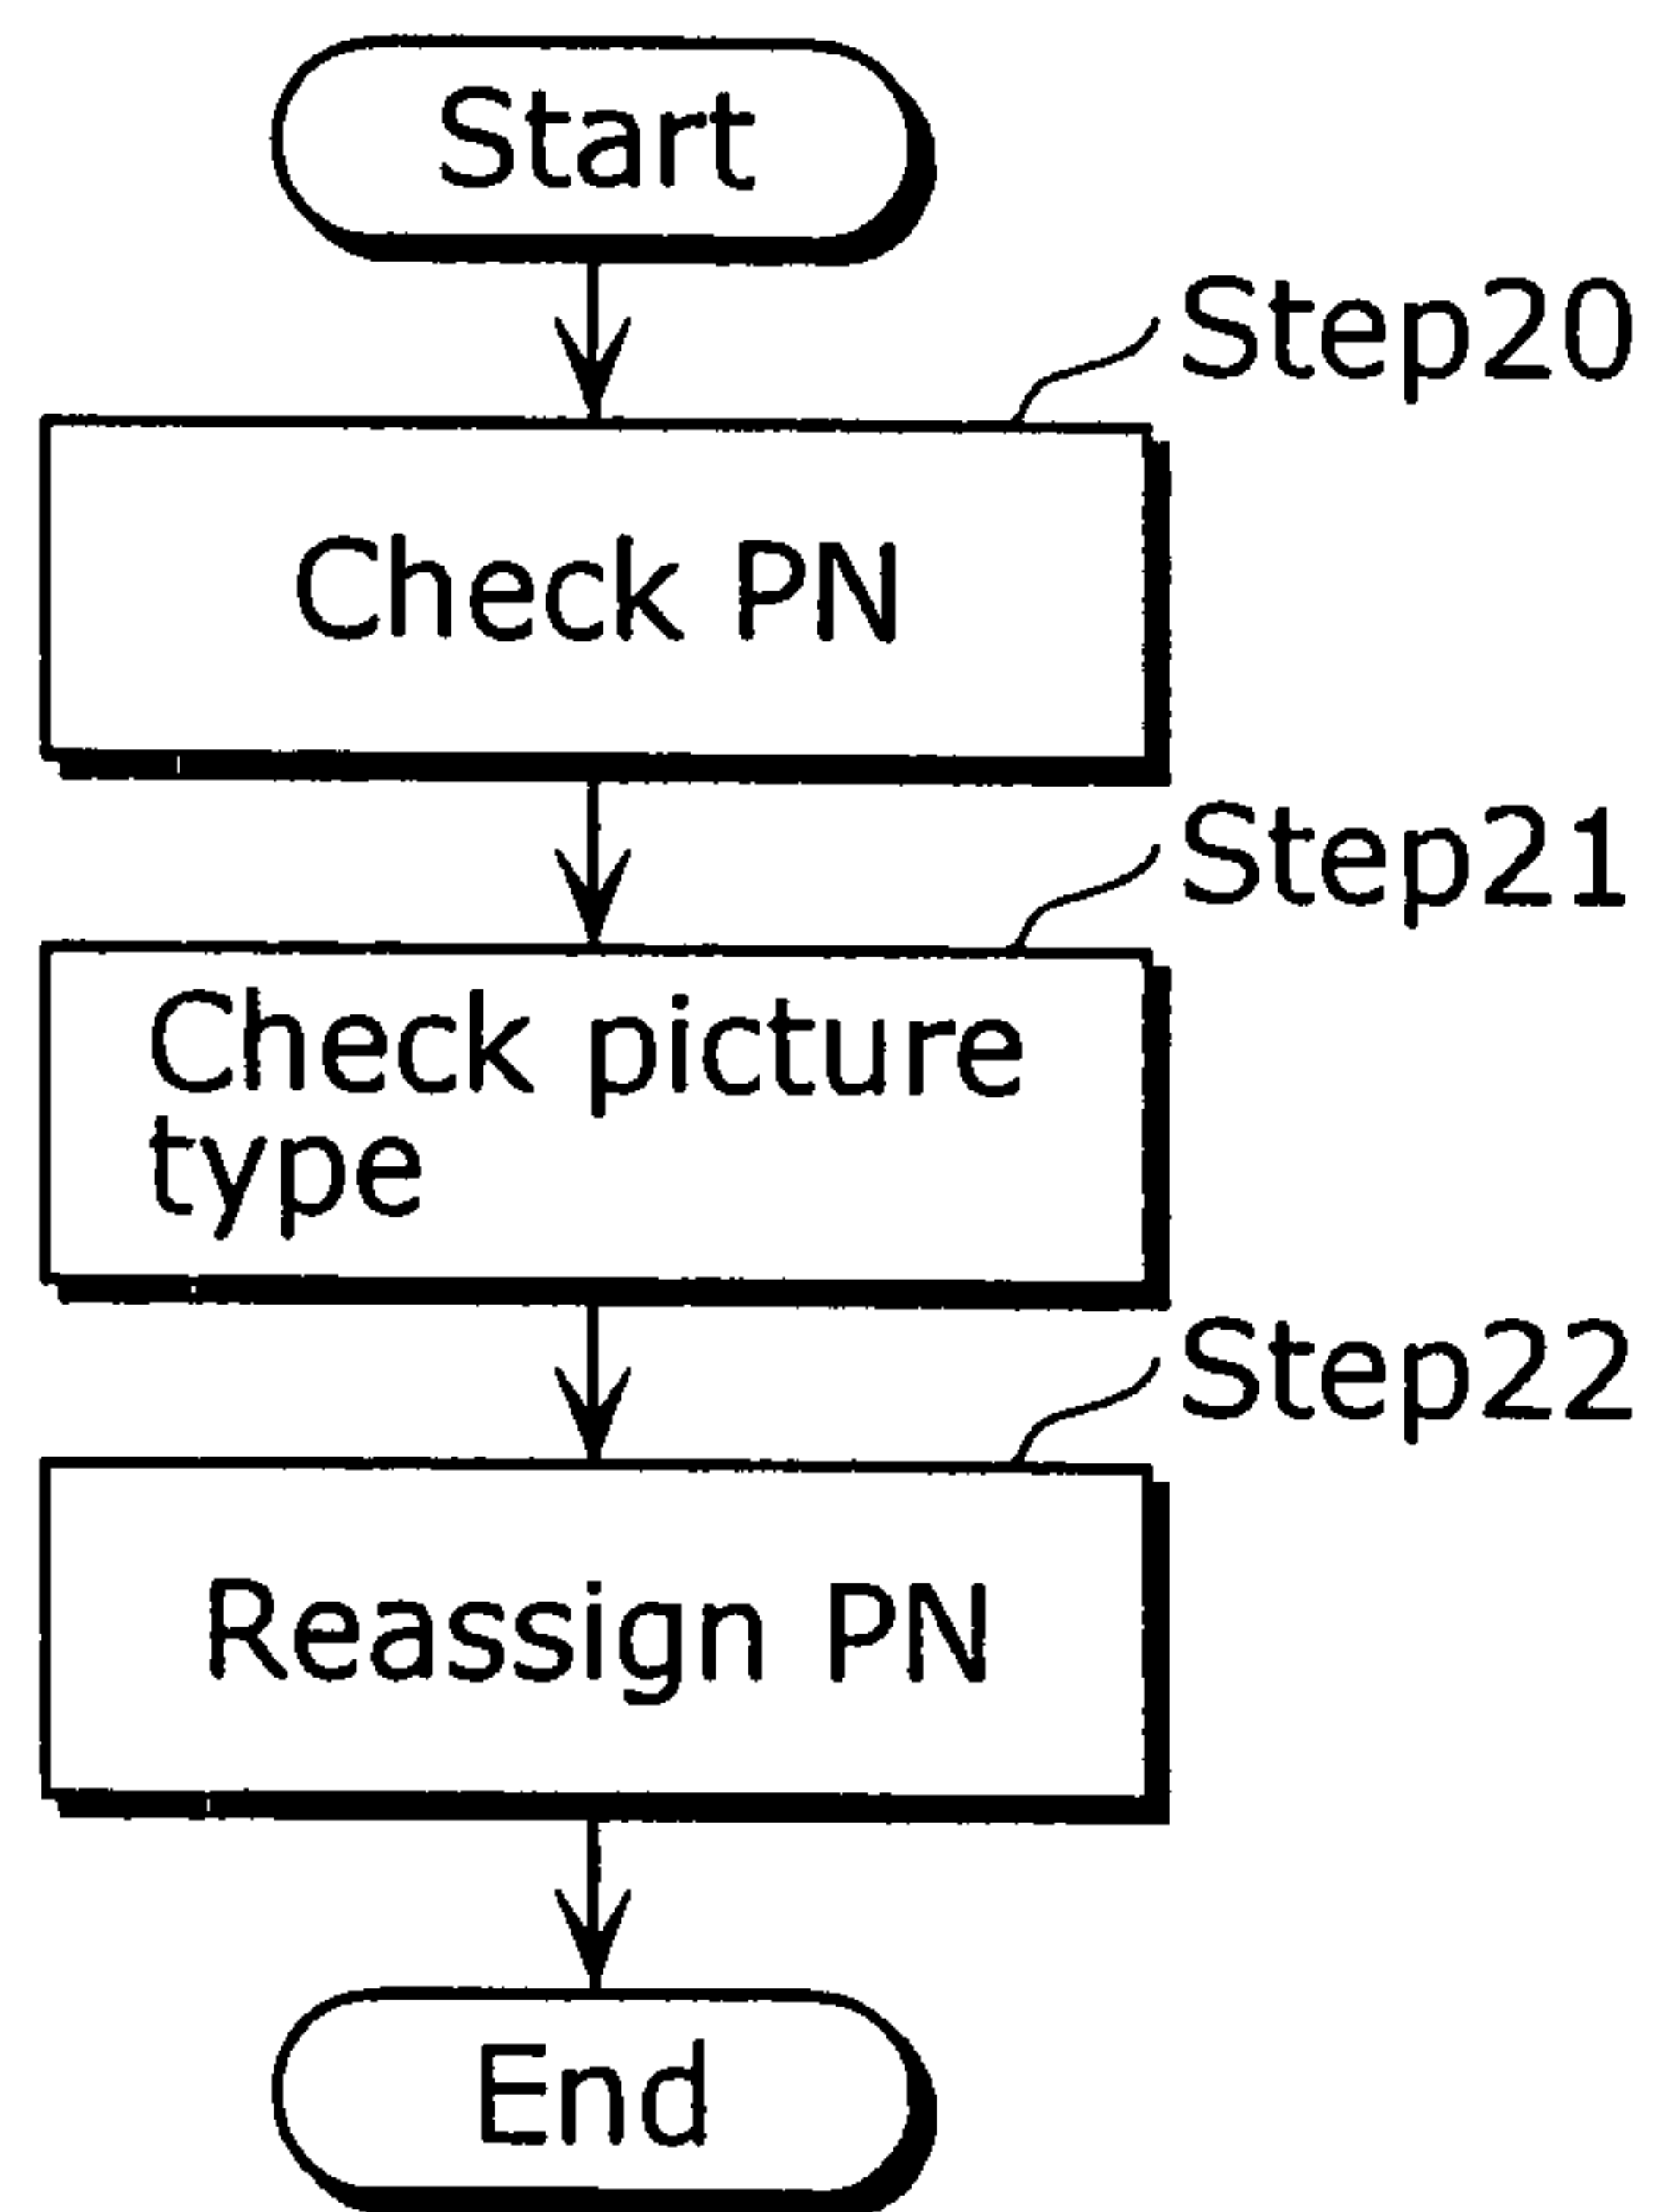 Start
Step20
Check PN
Step21
Check picture
type
Step22
Reassign PN
End